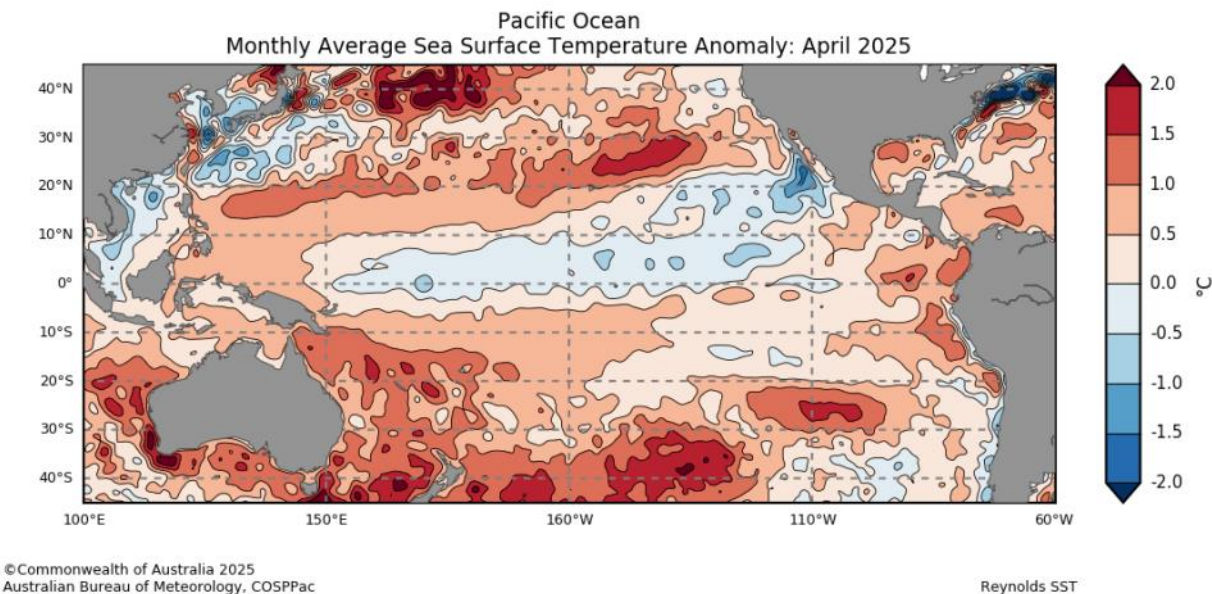 Pacific Ocean
Monthly Average Sea Surface Temperature Anomaly: April 2025
40°N
30°N
20°N
10°N
0°
10°S
20°S
30°S
40°S
100°E
150°E
160°W
110°W
60°W
2.0
1.5
1.0
0.5
0.0
-0.5
-1.0
-1.5
-2.0
°C
©Commonwealth of Australia 2025
Australian Bureau of Meteorology, COSPPac
Reynolds SST